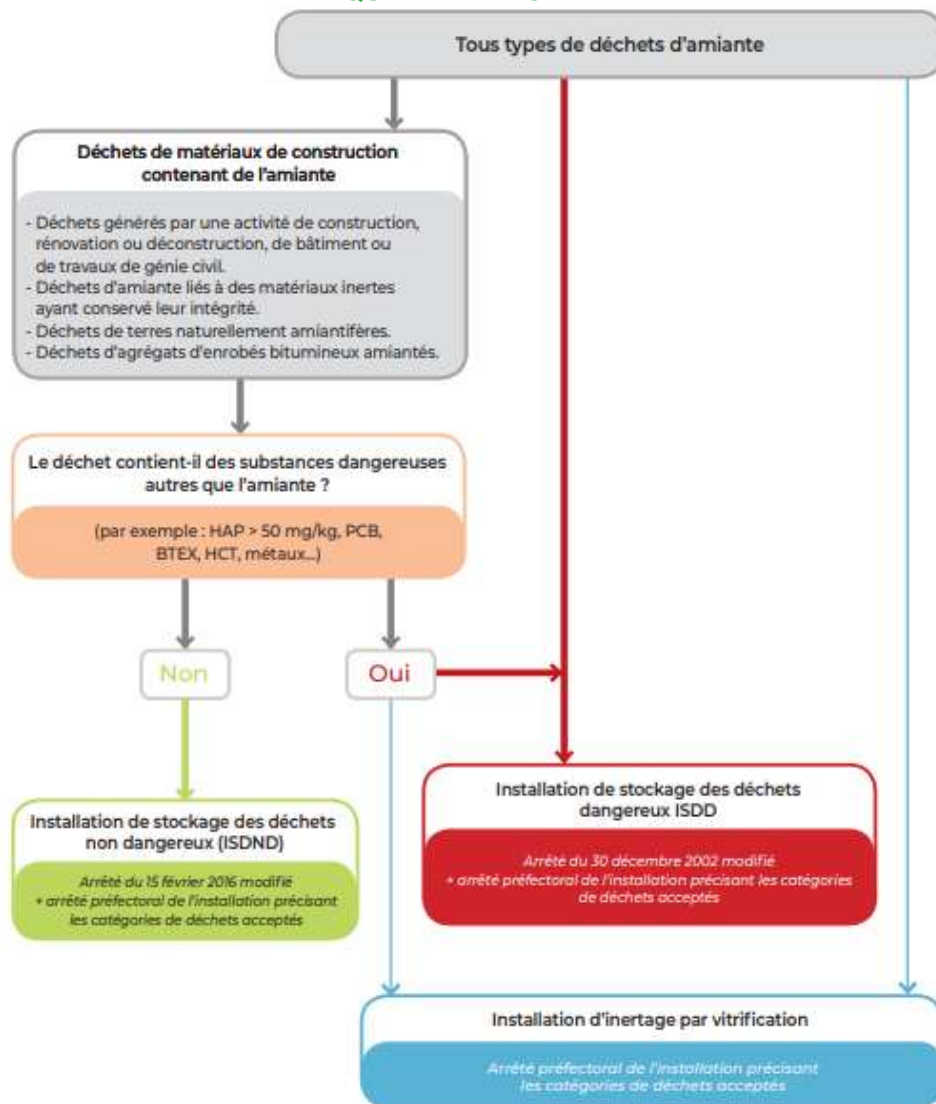 Tous types de déchets d'amiante
Déchets de matériaux de construction
contenant de l'amiante
- Déchets générés par une activité de construction,
rénovation ou déconstruction, de bâtiment ou
de travaux de génie civil.
- Déchets d'amiante liés à des matériaux inertes
ayant conservé leur intégrité.
- Déchets de terres naturellement amiantifères.
- Déchets d'agrégats d'enrobés bitumineux amiantés.
Le déchet contient-il des substances dangereuses
autres que l'amiante ?
(par exemple : HAP > 50 mg/kg, PCB,
BTEX, HCT, métaux...)
Non
Oui
Installation de stockage des déchets
dangereux ISDD
Arrêté du 30 décembre 2002 modifié
+ arrêté préfectoral de l'installation précisant les catégories
de déchets acceptés
Installation de stockage des déchets
non dangereux (ISDND)
Arrêté du 15 février 2016 modifié
+ arrêté préfectoral de l'installation précisant
les catégories de déchets acceptés
Installation d'inertage par vitrification
Arrêté préfectoral de l'installation précisant
les catégories de déchets acceptés